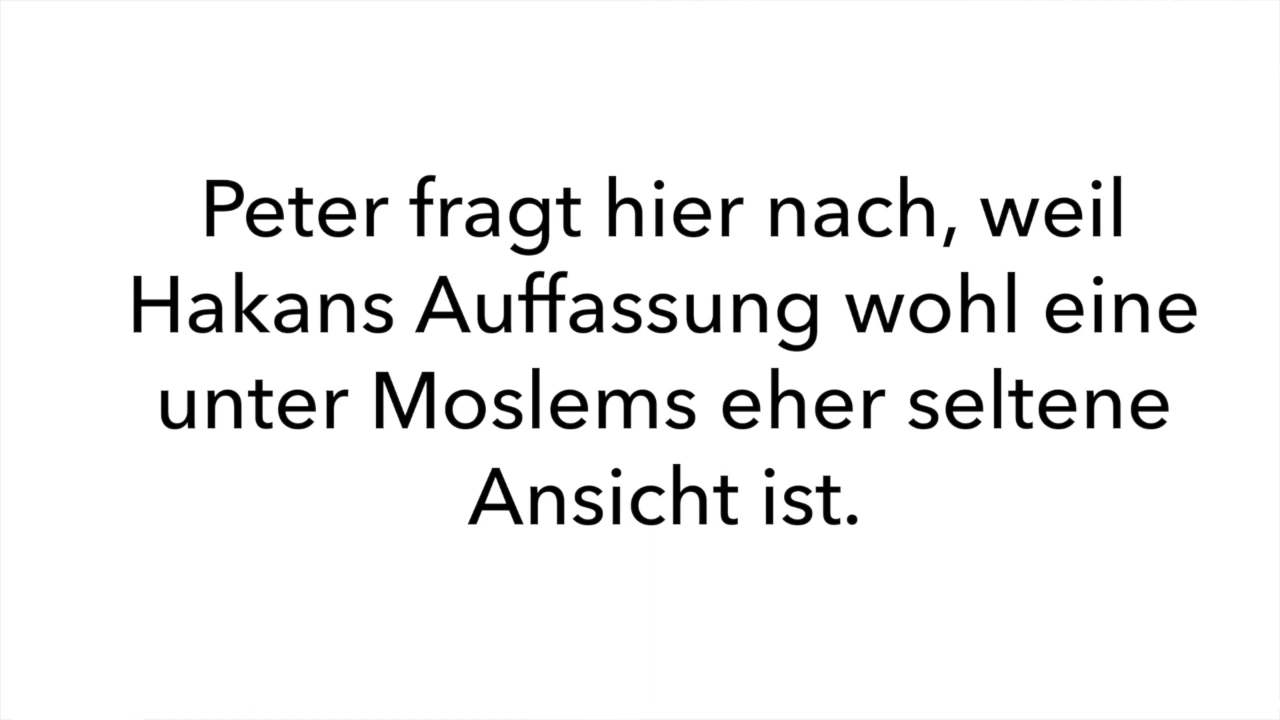 Peter fragt hier nach, weil
Hakans Auffassung wohl eine
unter Moslems eher seltene
Ansicht ist.